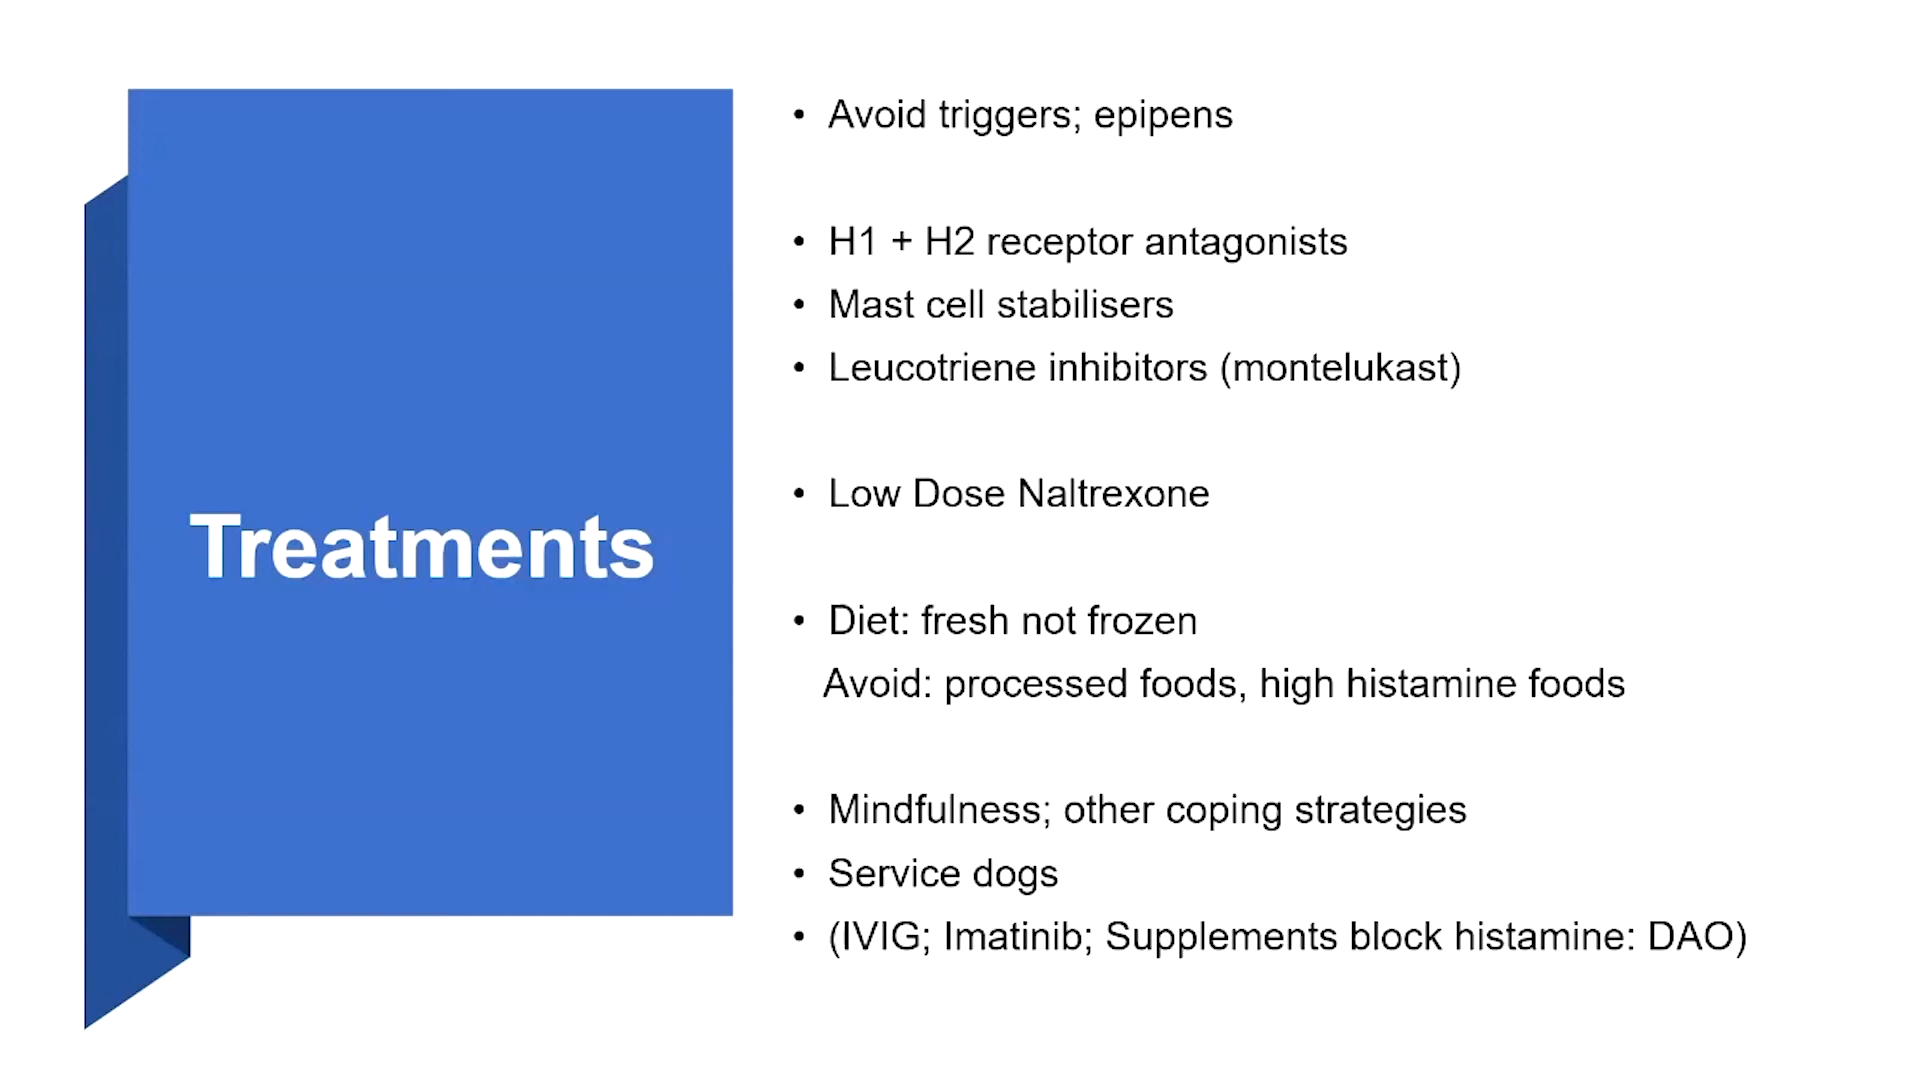 Treatments
• Avoid triggers; epipens
• H1 + H2 receptor antagonists
• Mast cell stabilisers
• Leucotriene inhibitors (montelukast)
• Low Dose Naltrexone
• Diet: fresh not frozen
Avoid: processed foods, high histamine foods
• Mindfulness; other coping strategies
• Service dogs
• (IVIG; Imatinib; Supplements block histamine: DAO)